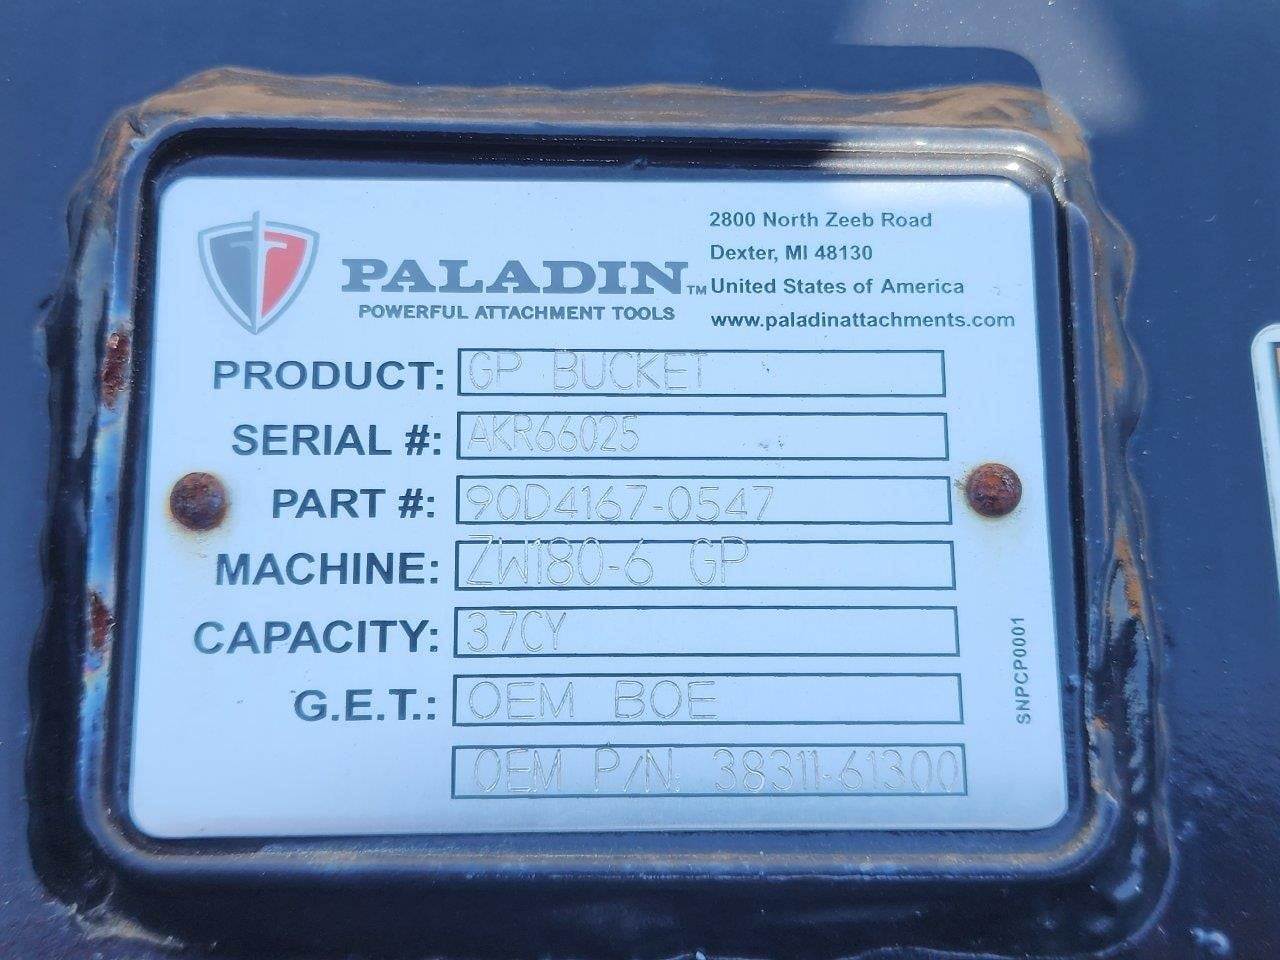 2800 North Zeeb Road
Dexter, MI 48130
PALADIN™ United States of America
POWERFUL ATTACHMENT TOOLS www.paladinattachments.com
PRODUCT: GP BUCKET
SERIAL #: AKR66025
PART #: 90D4167-0547
MACHINE: ZW180-6 GP
CAPACITY: 3.7CY
G.E.T.: OEM BOE
OEM P/N: 38311-61300
SNPCP0001